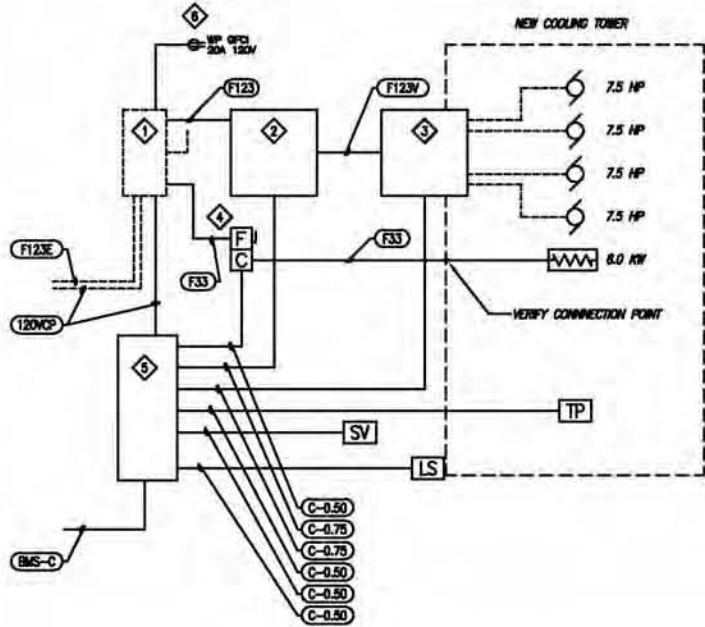 6
NEW COOLING TOWER
WP GFCI
20A 120V
F123
F123V
7.5 HP
1
2
3
7.5 HP
7.5 HP
4
7.5 HP
F
F123E
F33
C
F33
6.0 KW
120VCP
VERIFY CONNNECTION POINT
5
TP
SV
LS
C-0.50
C-0.75
C-0.75
C-0.50
C-0.50
C-0.50
BMS-C